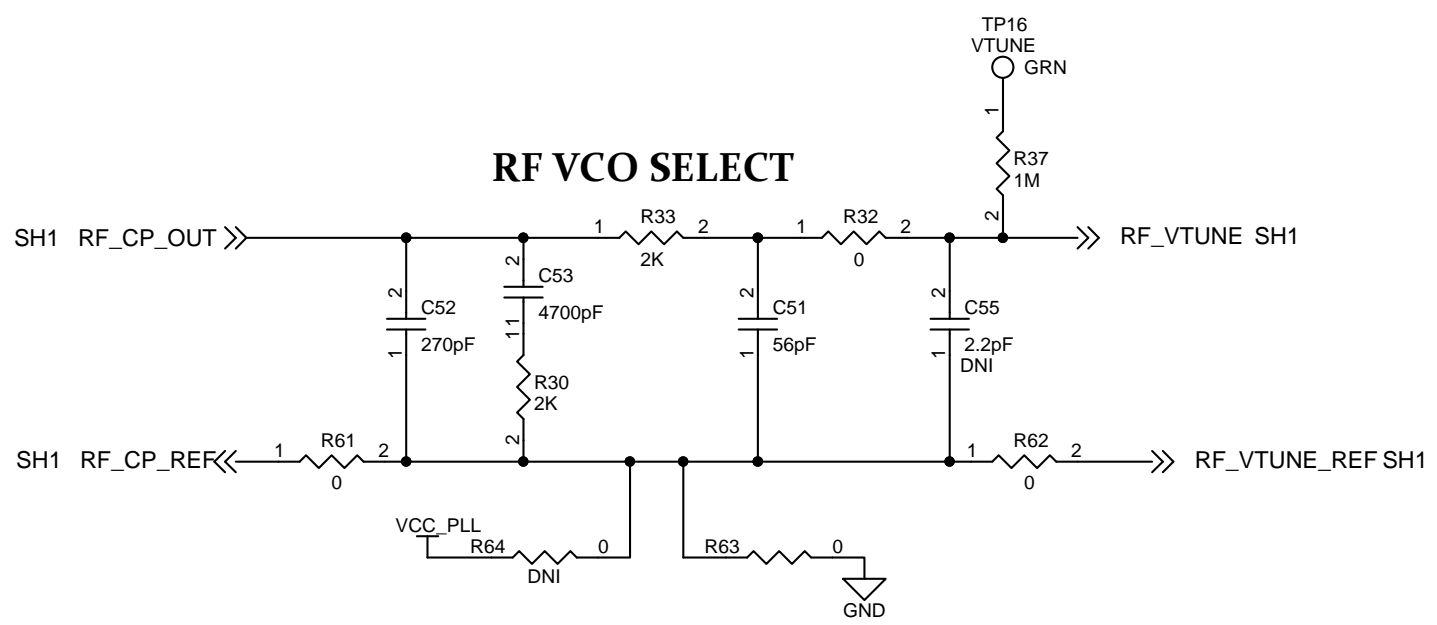 TP16
VTUNE
GRN
1
R37
1M
2
RF VCO SELECT
SH1 RF_CP_OUT
1 R33 2
2K
1 R32 2
0
RF_VTUNE SH1
2
C52
270pF
1
2
C53
4700pF
1
1
R30
2K
2
2
C51
56pF
1
2
C55
2.2pF
DNI
1
SH1 RF_CP_REF
1 R61 2
0
1 R62 2
0
RF_VTUNE_REF SH1
VCC_PLL
R64 0
DNI
R63 0
GND